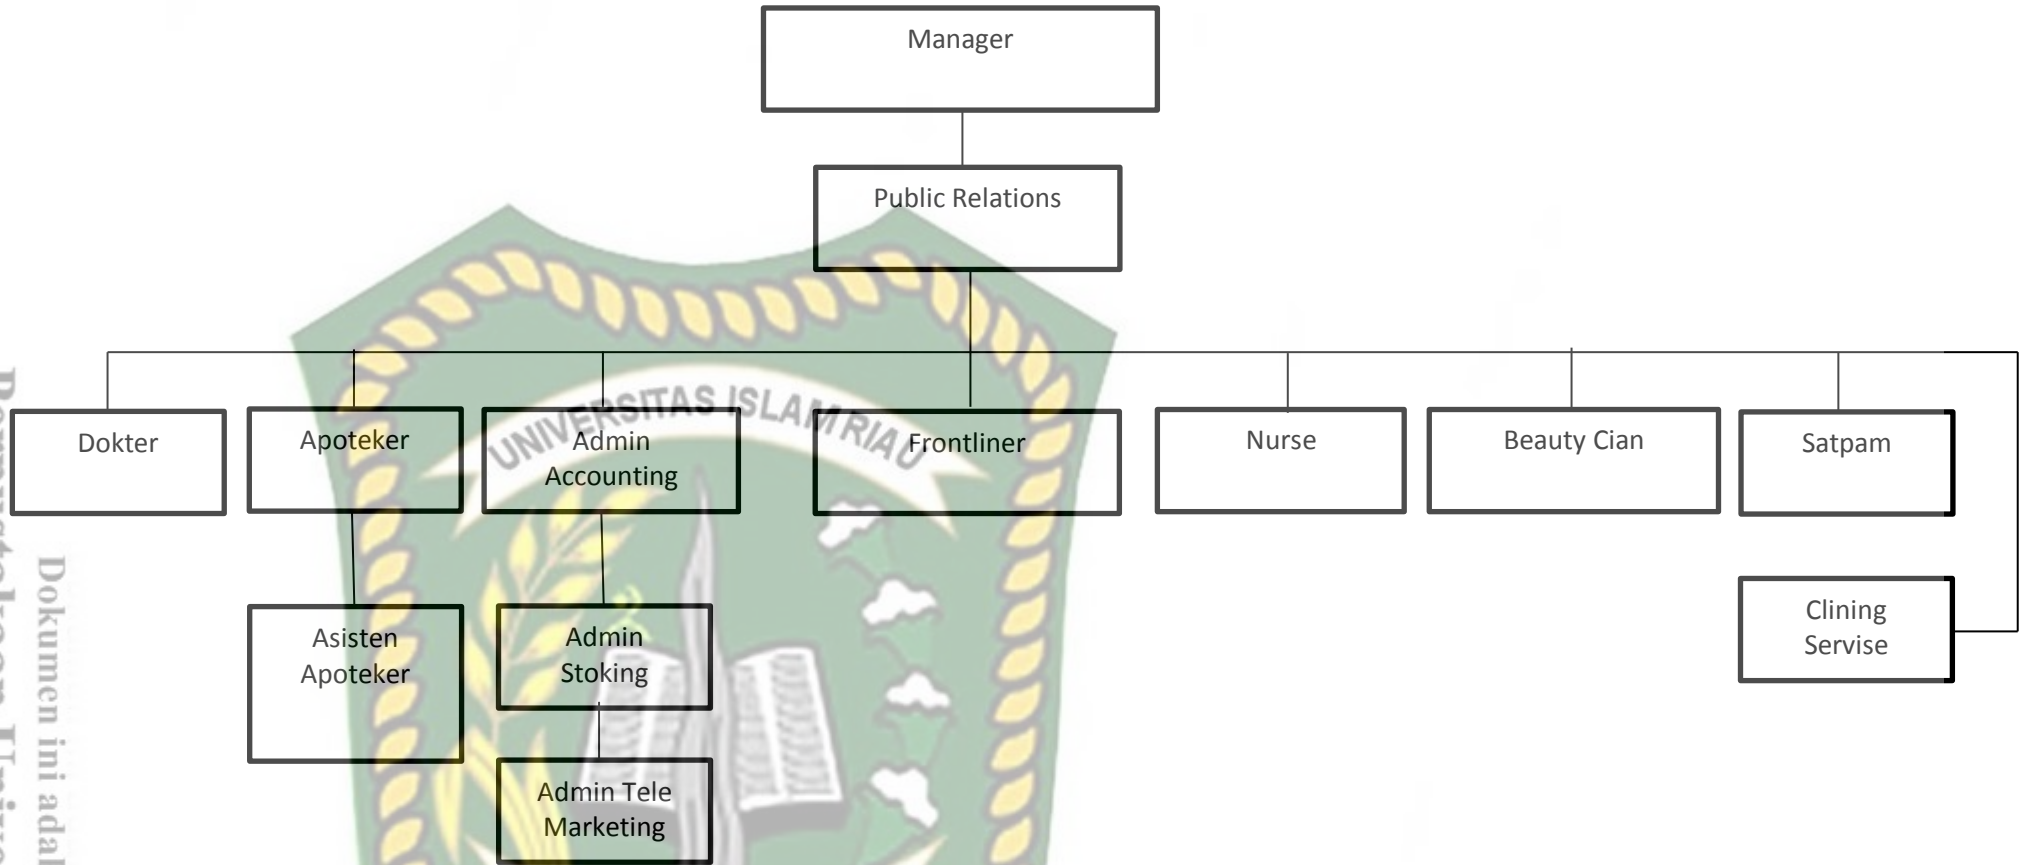 Manager
Public Relations
UNIVERSITAS ISLAM RIAU
Dokter
Apoteker
Admin
Accounting
Frontliner
Nurse
Beauty Cian
Satpam
Asisten
Apoteker
Admin
Stoking
Clining
Servise
Admin Tele
Marketing
Dokumen ini adal